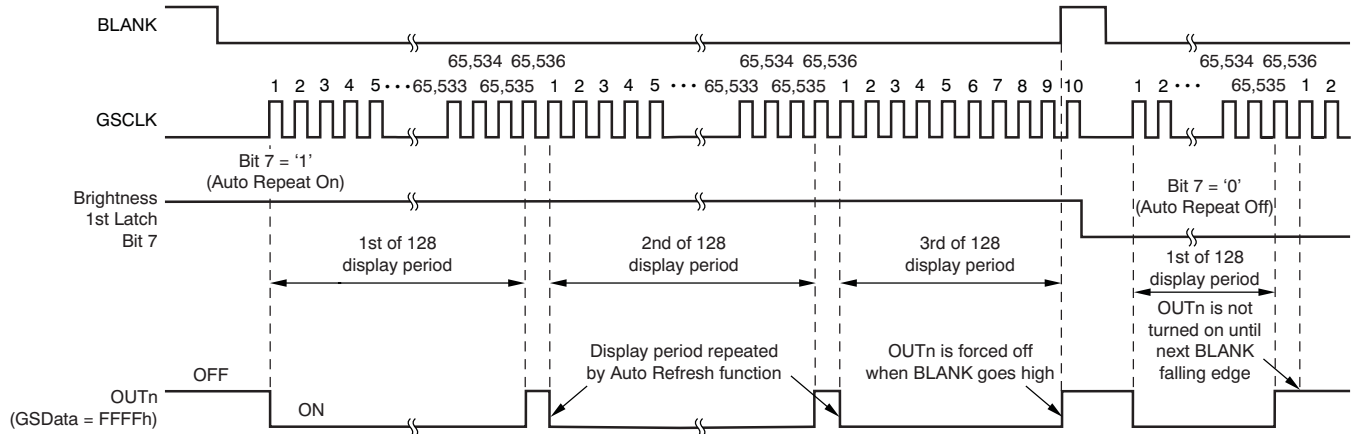 BLANK
65,534 65,536
65,534 65,536
65,534 65,536
1 2 3 4 5 ••• 65,533 65,535 1 2 3 4 5 ••• 65,533 65,535 1 2 3 4 5 6 7 8 9 10 1 2 ••• 65,535 1 2
GSCLK
Bit 7 = ‘1’
(Auto Repeat On)
Bit 7 = ‘0’
(Auto Repeat Off)
Brightness
1st Latch
Bit 7
1st of 128
display period
2nd of 128
display period
3rd of 128
display period
1st of 128
display period
OUTn is not
turned on until
next BLANK
falling edge
Display period repeated
by Auto Refresh function
OUTn is forced off
when BLANK goes high
OFF
OUTn
(GSData = FFFFh)
ON